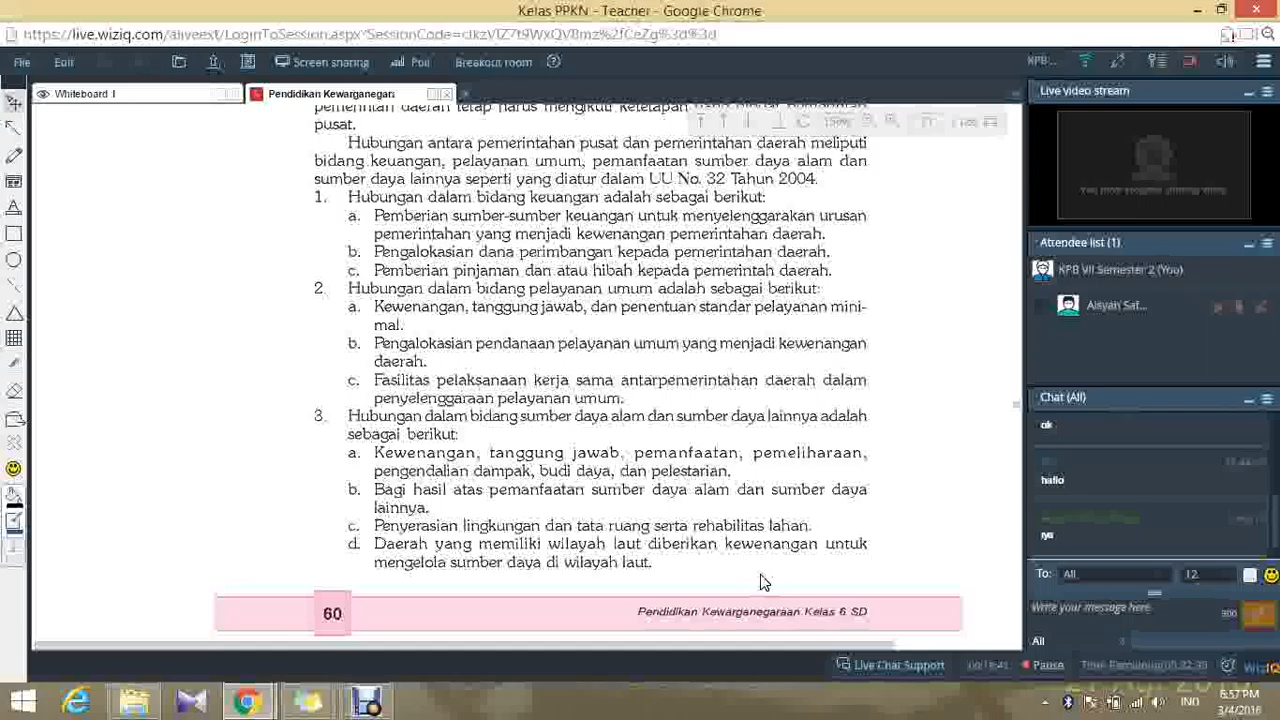 Kelas PPKN - Teacher - Google Chrome
File Edit Screen sharing Poll Breakout room
Whiteboard 1
Pendidikan Kewarganegara
pusat.
Hubungan antara pemerintahan pusat dan pemerintahan daerah meliputi
bidang keuangan, pelayanan umum, pemanfaatan sumber daya alam dan
sumber daya lainnya seperti yang diatur dalam UU No. 32 Tahun 2004.
1. Hubungan dalam bidang keuangan adalah sebagai berikut:
a. Pemberian sumber-sumber keuangan untuk menyelenggarakan urusan
pemerintahan yang menjadi kewenangan pemerintahan daerah.
b. Pengalokasian dana perimbangan kepada pemerintahan daerah.
c. Pemberian pinjaman dan atau hibah kepada pemerintah daerah.
2. Hubungan dalam bidang pelayanan umum adalah sebagai berikut:
a. Kewenangan, tanggung jawab, dan penentuan standar pelayanan mini-
mal.
b. Pengalokasian pendanaan pelayanan umum yang menjadi kewenangan
daerah.
c. Fasilitas pelaksanaan kerja sama antarpemerintahan daerah dalam
penyelenggaraan pelayanan umum.
3. Hubungan dalam bidang sumber daya alam dan sumber daya lainnya adalah
sebagai berikut:
a. Kewenangan, tanggung jawab, pemanfaatan, pemeliharaan,
pengendalian dampak, budi daya, dan pelestarian.
b. Bagi hasil atas pemanfaatan sumber daya alam dan sumber daya
lainnya.
c. Penyerasian lingkungan dan tata ruang serta rehabilitas lahan.
d. Daerah yang memiliki wilayah laut diberikan kewenangan untuk
mengelola sumber daya di wilayah laut.
60
Pendidikan Kewarganegaraan Kelas 6 SD
KPB...
Live video stream
Attendee list (1)
KPB VII Semester 2 (You)
Aisyah Saf...
Chat (All)
ok
hallo
iya
To: All 12
Write your message here
All
Live Chat Support
Pause
IND
6:57 PM
3/4/2016